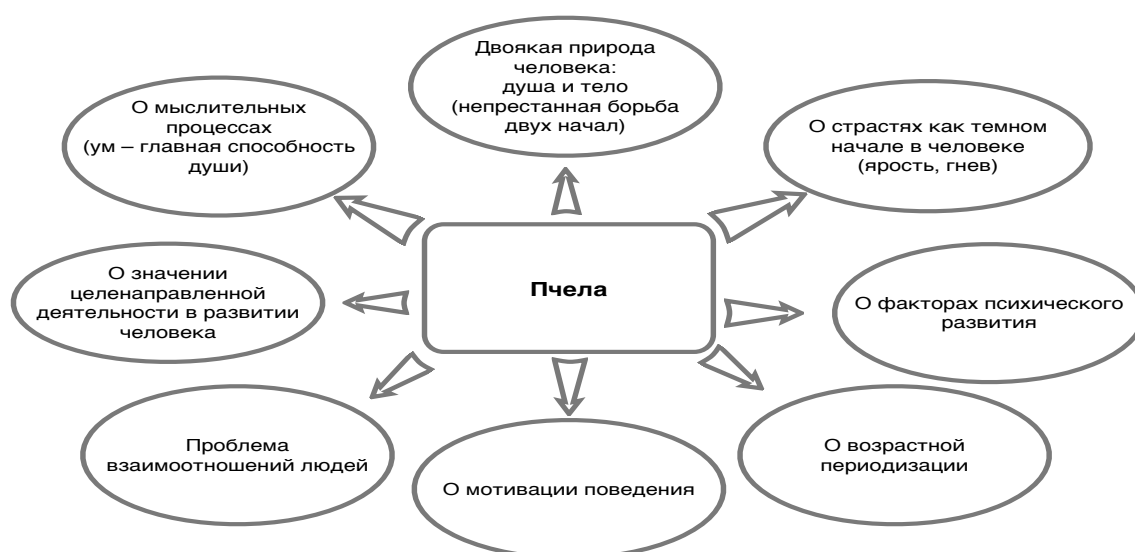 Двоякая природа
человека:
душа и тело
(непрестанная борьба
двух начал)
О мыслительных
процессах
(ум – главная способность
души)
О страстях как темном
начале в человеке
(ярость, гнев)
Пчела
О значении
целенаправленной
деятельности в развитии
человека
О факторах психического
развития
Проблема
взаимоотношений людей
О мотивации поведения
О возрастной
периодизации